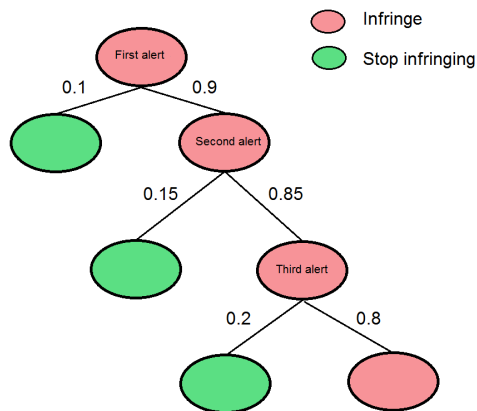 Infringe
Stop infringing
First alert
0.1
0.9
Second alert
0.15
0.85
Third alert
0.2
0.8